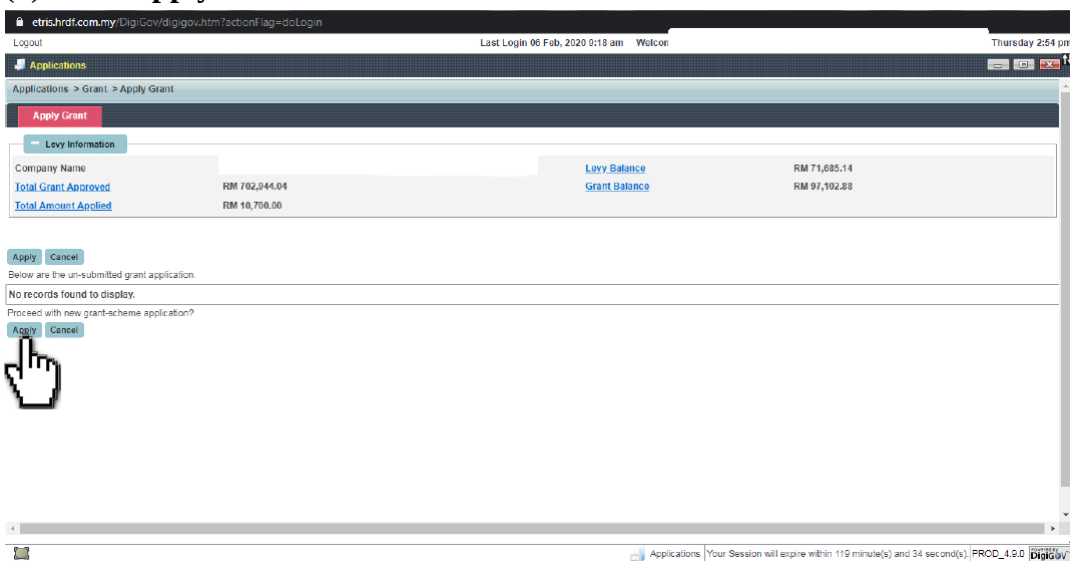 etris.hrdf.com.my/DigiGov/digigov.htm?actionFlag=doLogin
Logout Last Login 06 Feb, 2020 9:18 am Welcon Thursday 2:54 pm
Applications
Applications > Grant > Apply Grant
Apply Grant
Levy Information
Company Name Levy Balance RM 71,685.14
Total Grant Approved RM 702,944.04 Grant Balance RM 97,102.88
Total Amount Applied RM 10,700.00
Apply Cancel
Below are the un-submitted grant application.
No records found to display.
Proceed with new grant-scheme application?
Apply Cancel
Applications Your Session will expire within 119 minute(s) and 34 second(s). PROD_4.9.0 DigiGOV